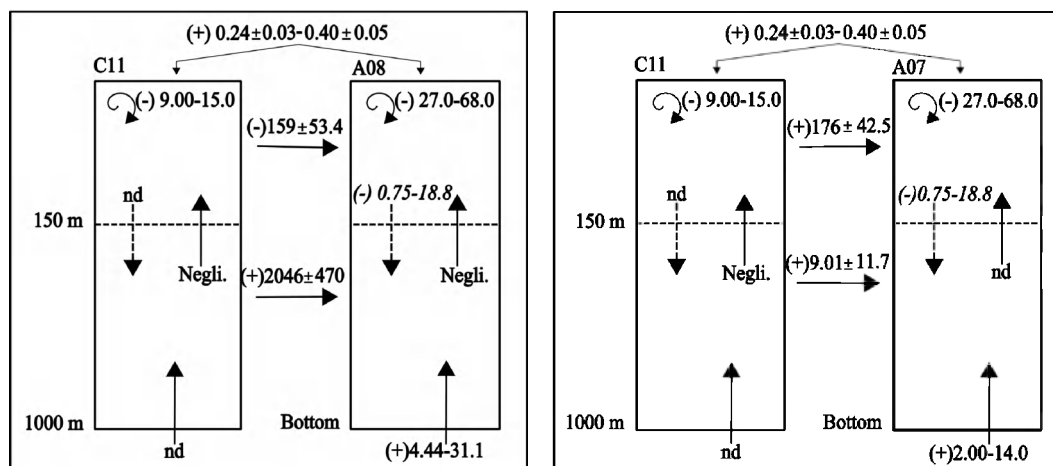 (+) 0.24±0.03-0.40±0.05
C11
A08
(-) 9.00-15.0
(-) 27.0-68.0
(-)159±53.4
nd
(-) 0.75-18.8
150 m
Negli.
Negli.
(+)2046±470
1000 m
Bottom
nd
(+)4.44-31.1
(+) 0.24±0.03-0.40±0.05
C11
A07
(-) 9.00-15.0
(-) 27.0-68.0
(+)176±42.5
nd
(-)0.75-18.8
150 m
Negli.
nd
(+)9.01±11.7
1000 m
Bottom
nd
(+)2.00-14.0